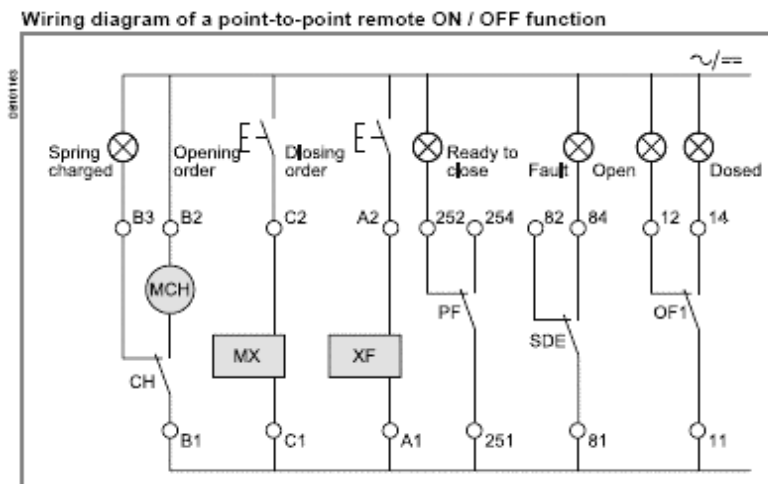 Wiring diagram of a point-to-point remote ON / OFF function
DB101163
~/==
Spring charged
Opening order
Dlosing order
Ready to close
Fault
Open
Dosed
B3
B2
C2
A2
252
254
82
84
12
14
MCH
CH
MX
XF
PF
SDE
OF1
B1
C1
A1
251
81
11